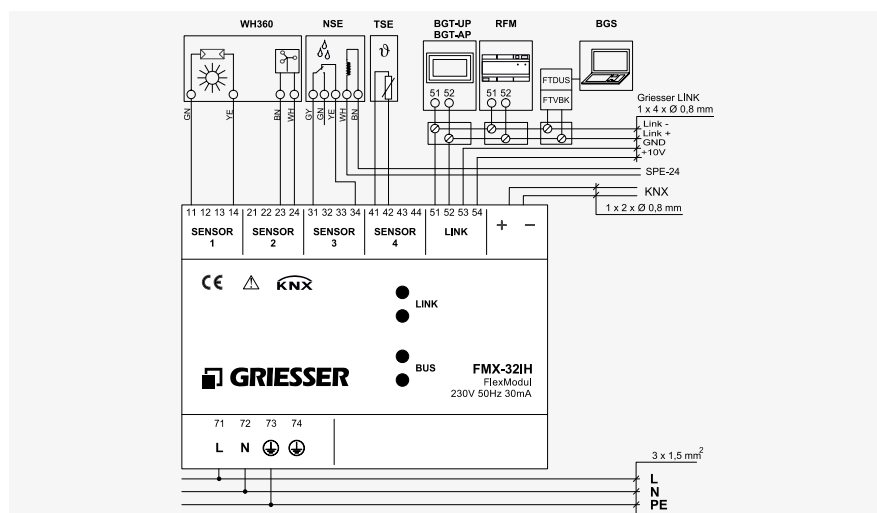 WH360 NSE TSE BGT-UP RFM BGS
BGT-AP
ϑ
FTDUS
51 52 51 52
FTVBK
Griesser LINK
1 x 4 x Ø 0,8 mm
GN YE BN WH GY GN YE WH BN
Link -
Link +
GND
+10V
SPE-24
KNX
1 x 2 x Ø 0,8 mm
11 12 13 14 21 22 23 24 31 32 33 34 41 42 43 44 51 52 53 54 + −
SENSOR SENSOR SENSOR SENSOR LINK
1 2 3 4
CE KNX
LINK
BUS
GRIESSER
FMX-32IH
FlexModul
230V 50Hz 30mA
71 72 73 74
L N
3 x 1,5 mm²
L
N
PE